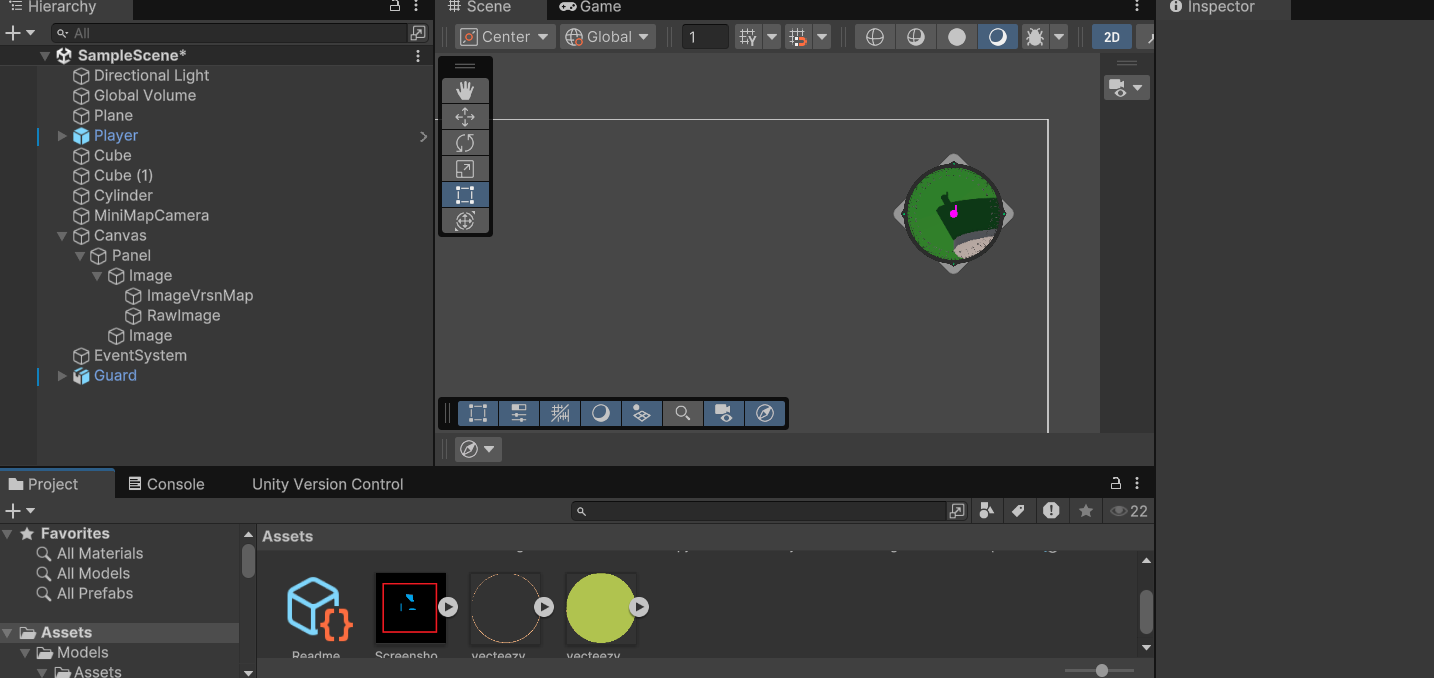 Hierarchy
Scene
Game
Inspector
All
Center
Global
1
2D
SampleScene*
Directional Light
Global Volume
Plane
Player
Cube
Cube (1)
Cylinder
MiniMapCamera
Canvas
Panel
Image
ImageVrsnMap
RawImage
Image
EventSystem
Guard
Project
Console
Unity Version Control
22
Favorites
All Materials
All Models
All Prefabs
Assets
Models
Assets
Assets
Readme
Screensho
vecteezy
vecteezy